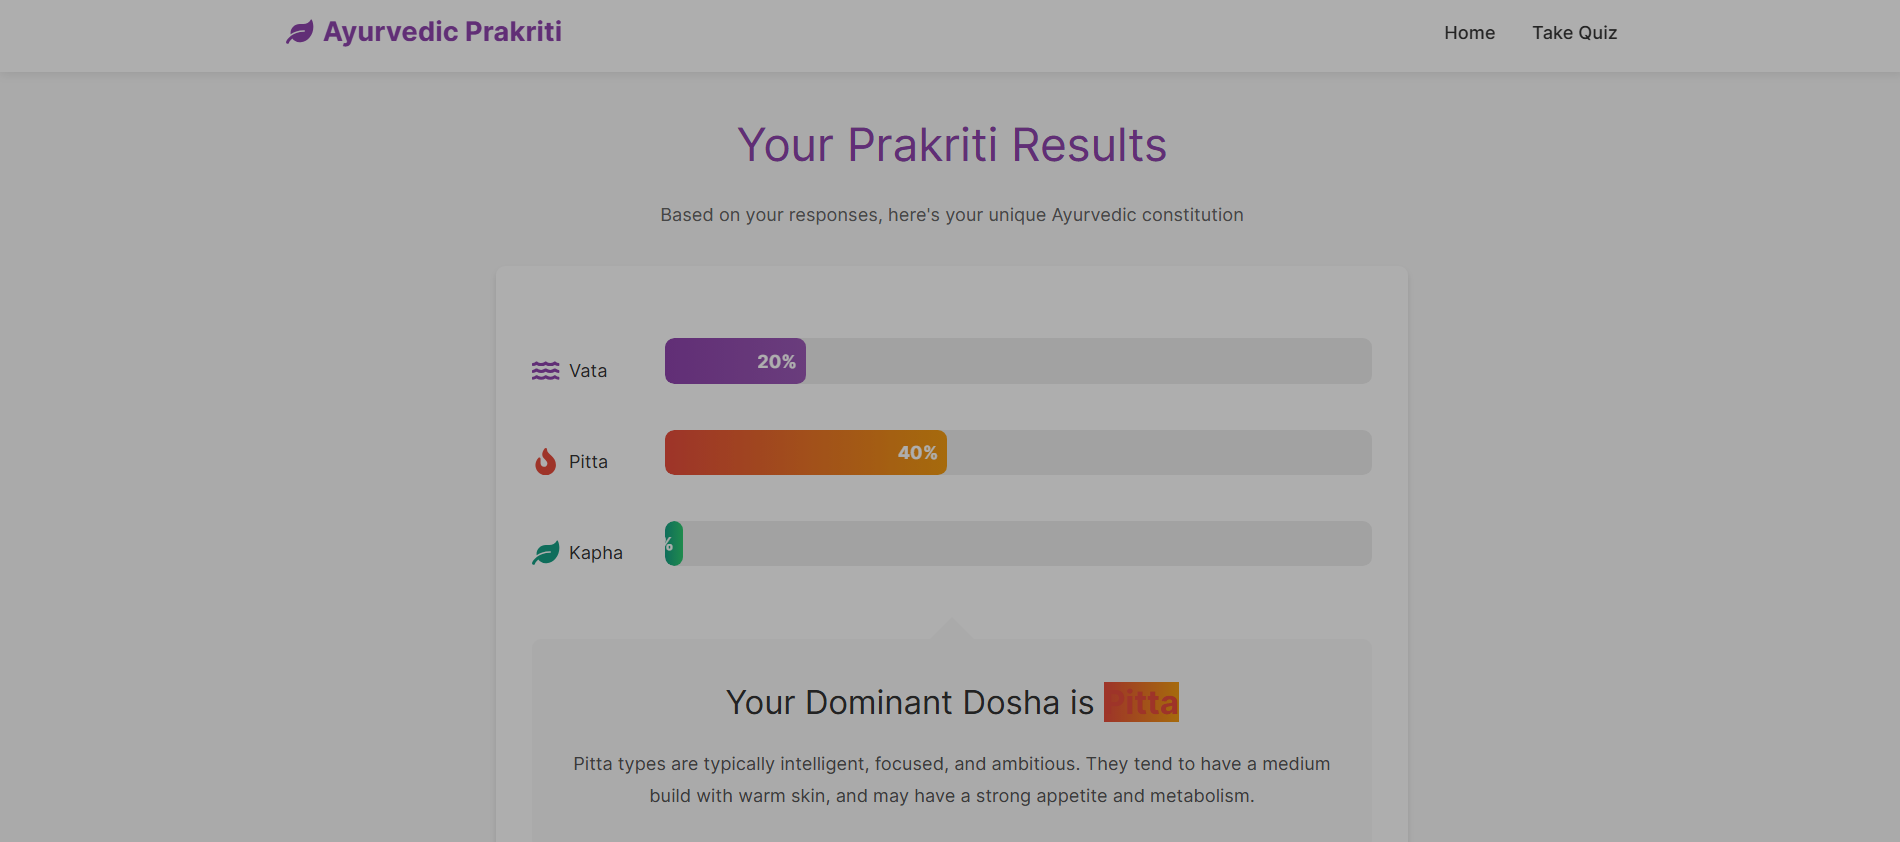 Ayurvedic Prakriti
Home
Take Quiz
Your Prakriti Results
Based on your responses, here's your unique Ayurvedic constitution
Vata
20%
Pitta
40%
Kapha
%
Your Dominant Dosha is Pitta
Pitta types are typically intelligent, focused, and ambitious. They tend to have a medium
build with warm skin, and may have a strong appetite and metabolism.